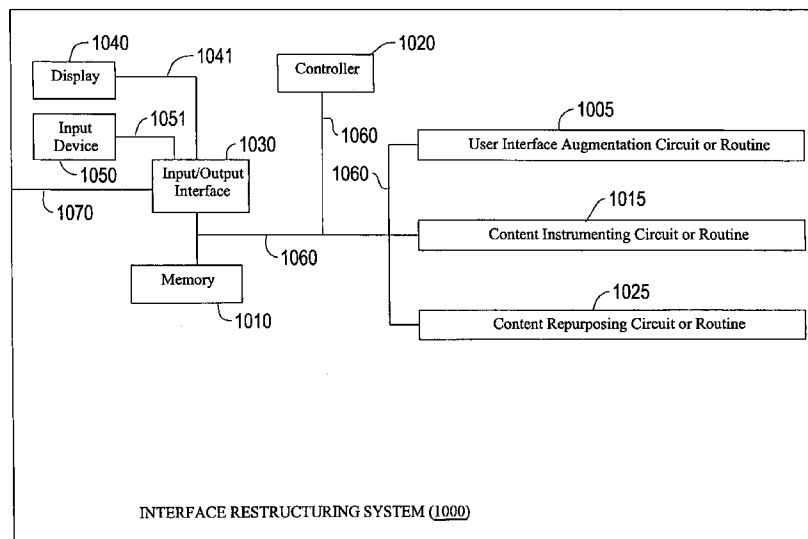 1040
Display
1041
Controller
1020
Input
Device
1050
1051
1030
Input/Output
Interface
1070
1060
1060
1060
Memory
1010
1005
User Interface Augmentation Circuit or Routine
1015
Content Instrumenting Circuit or Routine
1025
Content Repurposing Circuit or Routine
INTERFACE RESTRUCTURING SYSTEM (1000)